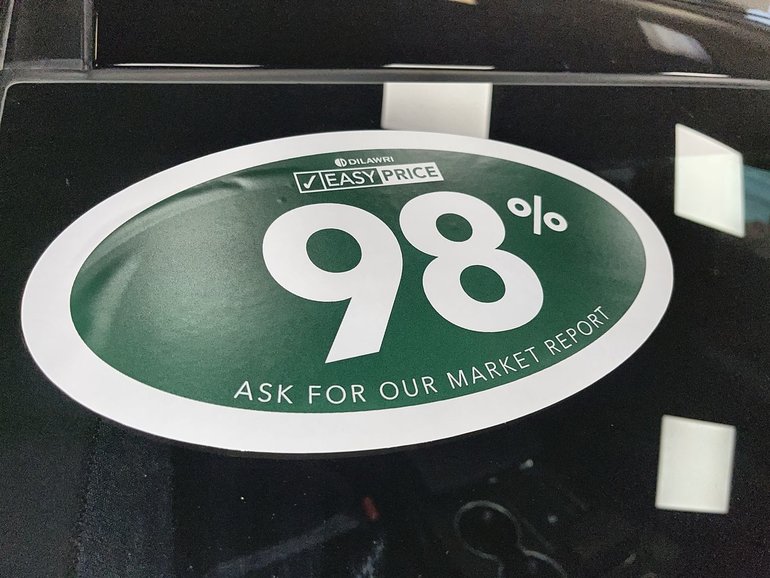 DILAWRI
EASY PRICE
98%
ASK FOR OUR MARKET REPORT